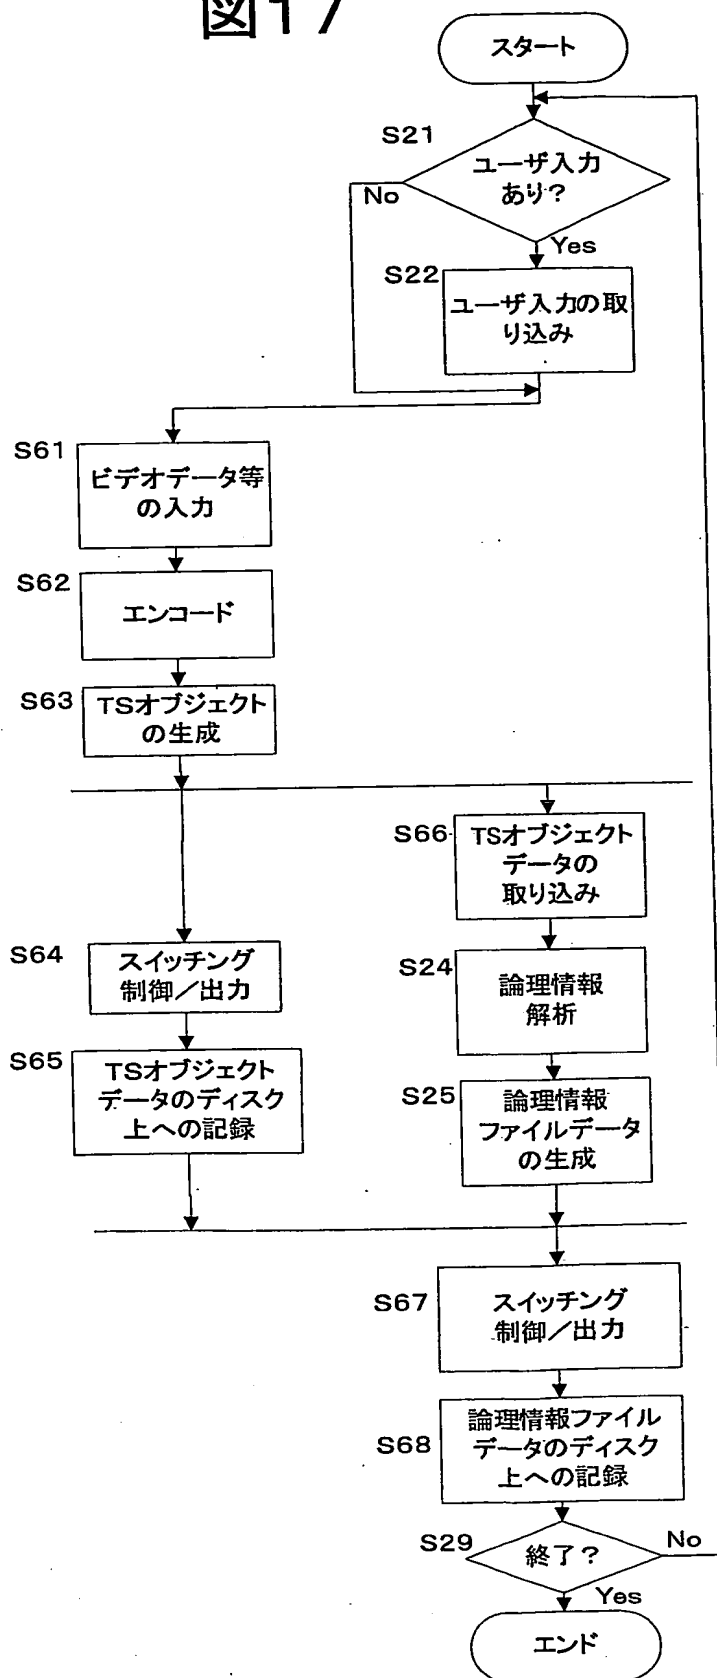 図17
スタート
S21
ユーザ入力
あり？
No
Yes
S22
ユーザ入力の取
り込み
S61
ビデオデータ等
の入力
S62
エンコード
S63
TSオブジェクト
の生成
S66
TSオブジェクト
データの
取り込み
S64
スイッチング
制御／出力
S24
論理情報
解析
S65
TSオブジェクト
データのディスク
上への記録
S25
論理情報
ファイルデータ
の生成
S67
スイッチング
制御／出力
S68
論理情報ファイル
データのディスク
上への記録
S29
終了？
No
Yes
エンド